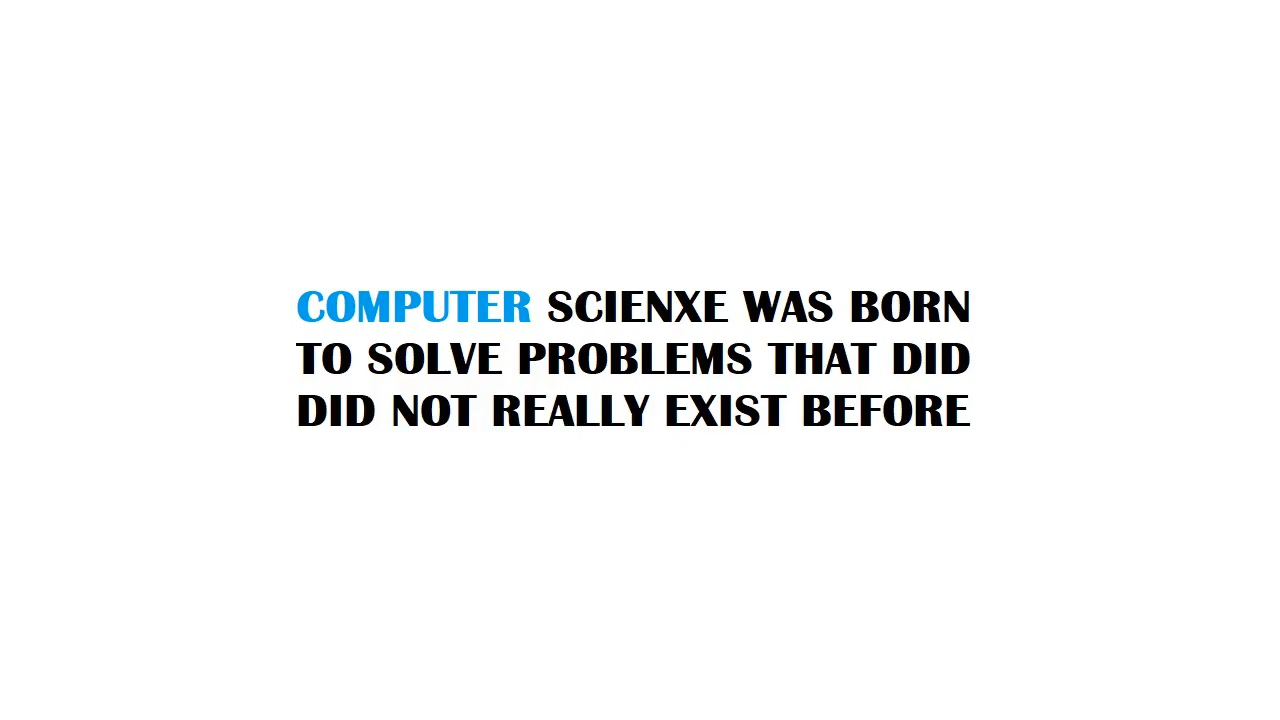 COMPUTER SCIENXE WAS BORN
TO SOLVE PROBLEMS THAT DID
DID NOT REALLY EXIST BEFORE